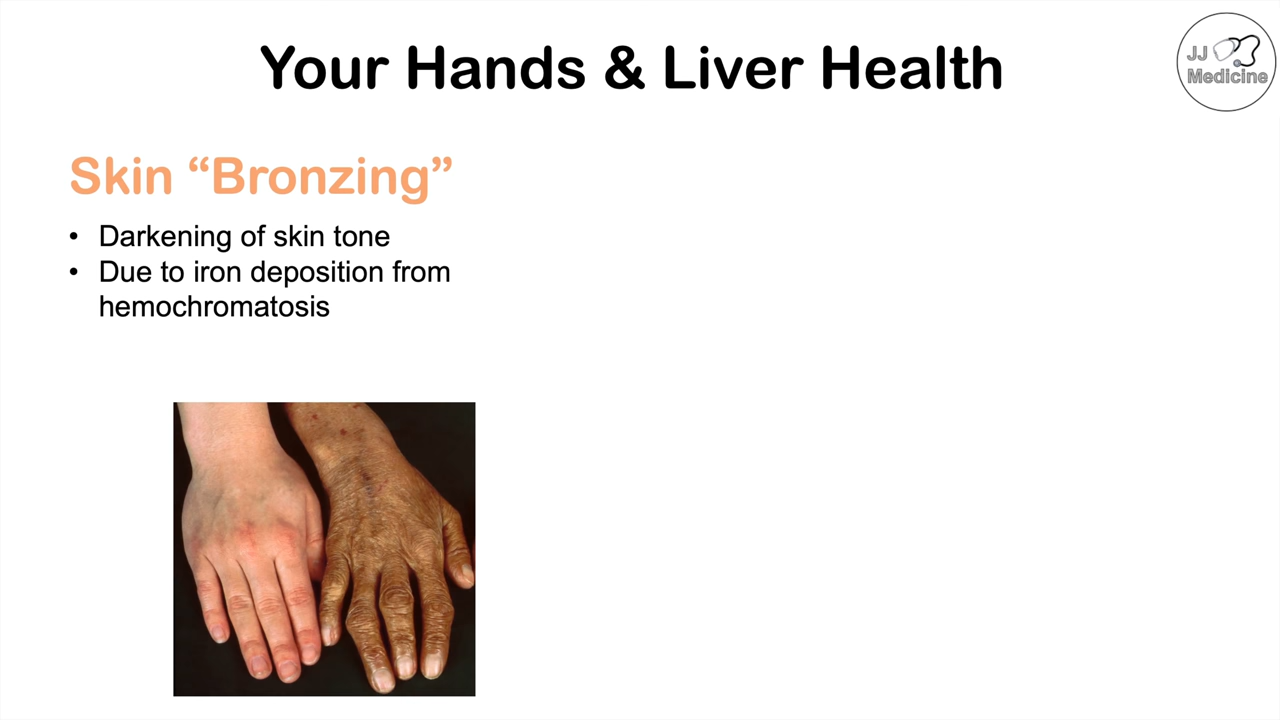 Your Hands & Liver Health
JJ
Medicine
Skin “Bronzing”
• Darkening of skin tone
• Due to iron deposition from
hemochromatosis